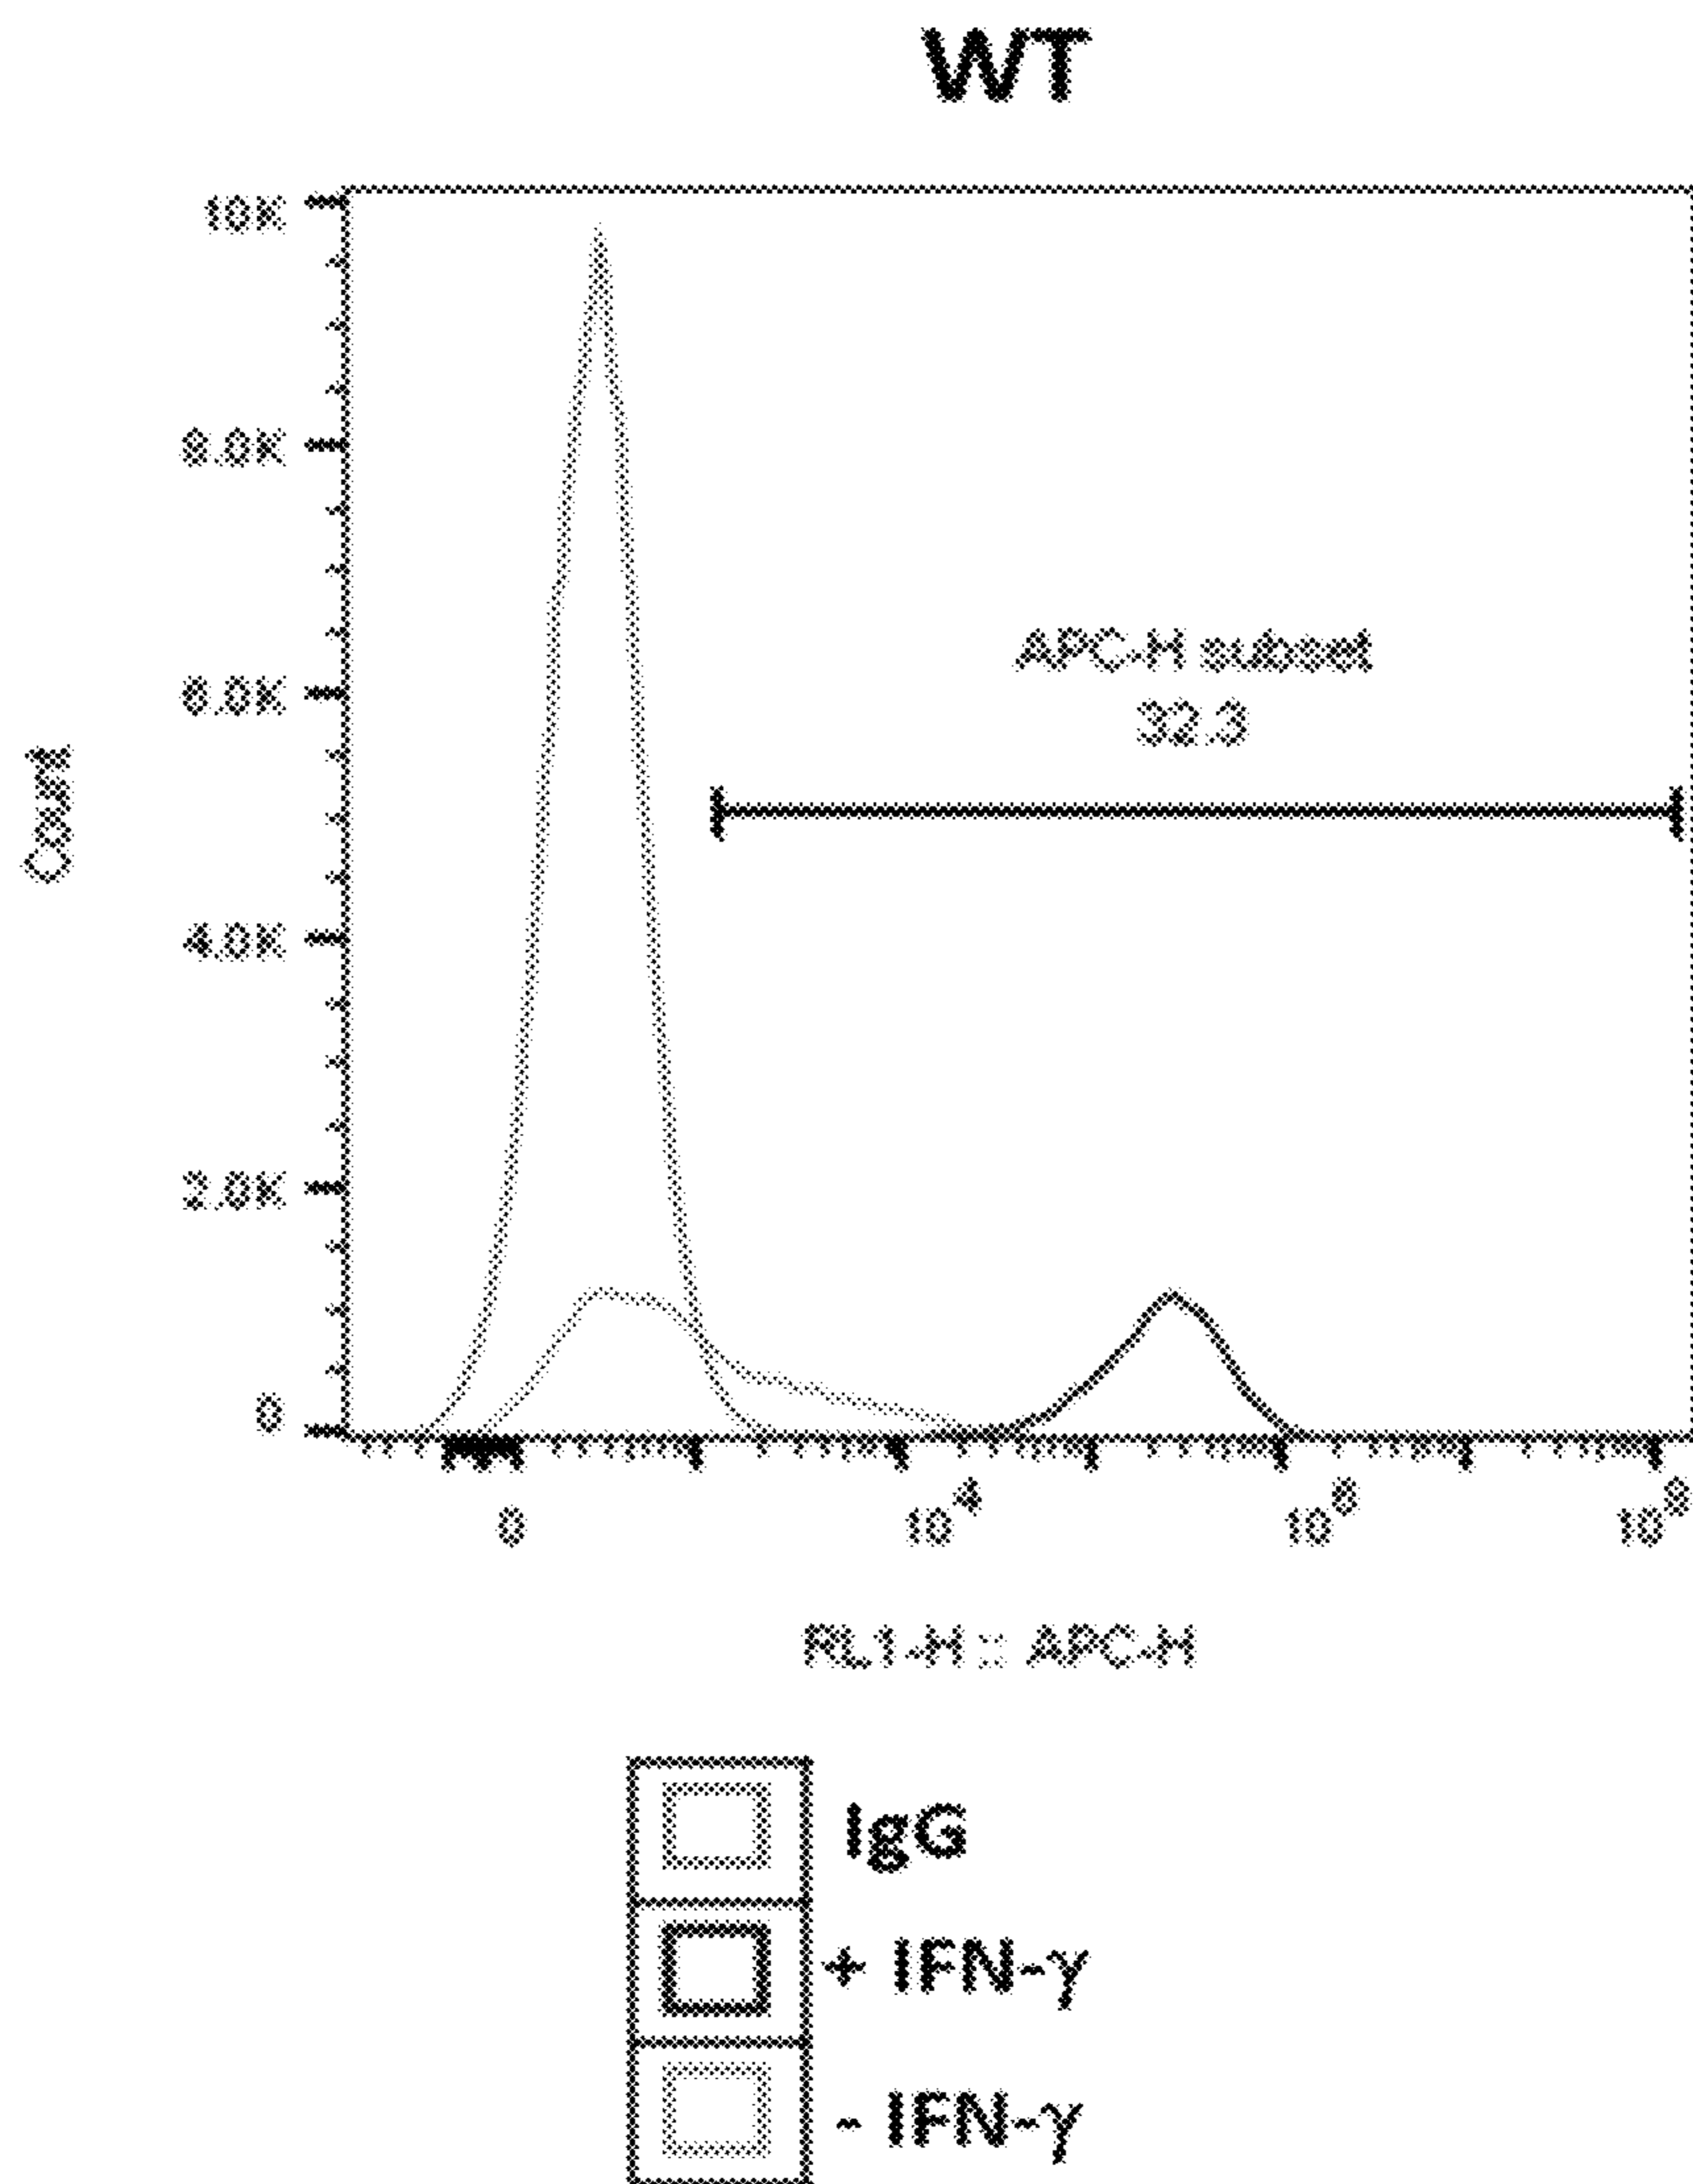 WT
10K
8.0K
6.0K
4.0K
2.0K
0
Count
APC-H subset
32.3
0
10^4
10^6
10^8
RL1-H :: APC-H
IgG
+ IFN-γ
- IFN-γ